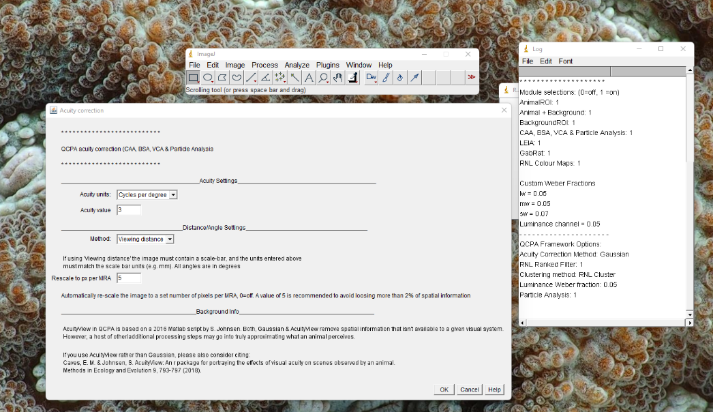 ImageJ
File Edit Image Process Analyze Plugins Window Help
Scrolling tool (or press space bar and drag)
Log
File Edit Font
* * * * * * * * * * * * * * * * * * * *
Module selections: (0=off, 1 =on)
AnimalROI: 1
Animal + Background: 1
BackgroundROI: 1
CAA, BSA, VCA & Particle Analysis: 1
LEIA: 1
GabRat: 1
RNL Colour Maps: 1
Custom Weber Fractions
lw = 0.05
mw = 0.05
sw = 0.07
Luminance channel = 0.05
QCPA Framework Options:
Acuity Correction Method: Gaussian
RNL Ranked Filter: 1
Clustering method: RNL Cluster
Luminance Weber fraction: 0.05
Particle Analysis: 1
Acuity correction
* * * * * * * * * * * * * * * * * * * * * * * * *
QCPA acuity correction (CAA, BSA, VCA & Particle Analysis
* * * * * * * * * * * * * * * * * * * * * * * * *
Acuity Settings
Acuity units: Cycles per degree
Acuity value 3
Distance/Angle Settings
Method: Viewing distance
If using 'Viewing distance' the image must contain a scale-bar, and the units entered above
must match the scale bar units (e.g. mm). All angles are in degrees
Rescale to px per MRA 5
Automatically re-scale the image to a set number of pixels per MRA, 0=off. A value of 5 is recommended to avoid loosing more than 2% of spatial information
Background Info
AcuityView in QCPA is based on a 2016 Matlab script by S. Johnsen. Both, Gaussian & AcuityView remove spatial information that isn't available to a given visual system.
However, a host of other/additional processing steps may go into truly approximating what an animal perceives.
If you use AcuityView rather than Gaussian, please also consider citing:
Caves, E. M. & Johnsen, S. AcuityView: An r package for portraying the effects of visual acuity on scenes observed by an animal.
Methods in Ecology and Evolution 9, 793-797 (2018).
OK Cancel Help